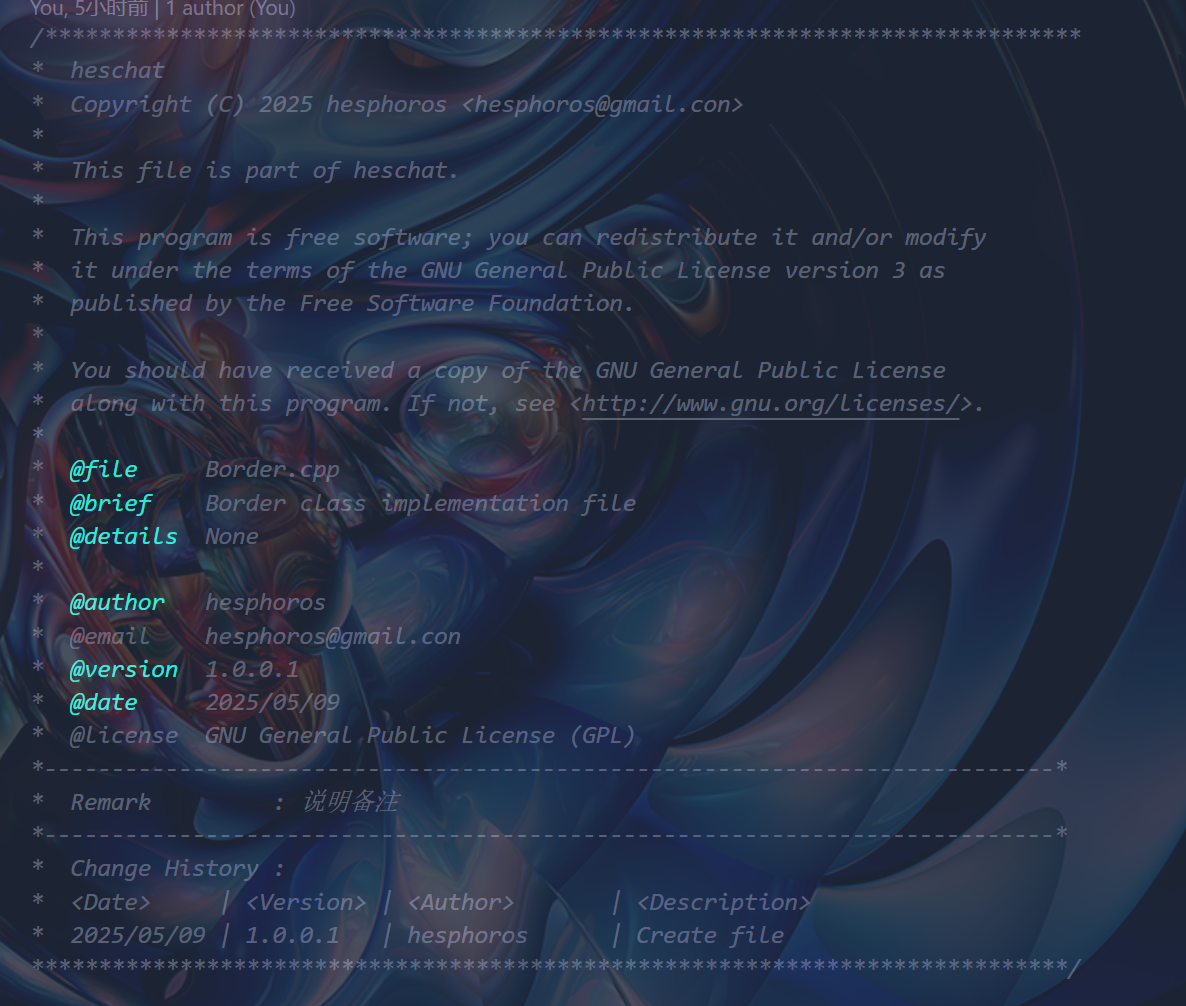 You, 5小时前 | 1 author (You)
/*****************************************************************************
*  heschat
*  Copyright (C) 2025 hesphoros <hesphoros@gmail.con>
*
*  This file is part of heschat.
*
*  This program is free software; you can redistribute it and/or modify
*  it under the terms of the GNU General Public License version 3 as
*  published by the Free Software Foundation.
*
*  You should have received a copy of the GNU General Public License
*  along with this program. If not, see <http://www.gnu.org/licenses/>.
*
*  @file     Border.cpp
*  @brief    Border class implementation file
*  @details  None
*
*  @author   hesphoros
*  @email    hesphoros@gmail.con
*  @version  1.0.0.1
*  @date     2025/05/09
*  @license  GNU General Public License (GPL)
*---------------------------------------------------------------------------*
*  Remark         : 说明备注
*---------------------------------------------------------------------------*
*  Change History :
*  <Date>     | <Version> | <Author>       | <Description>
*  2025/05/09 | 1.0.0.1   | hesphoros      | Create file
*****************************************************************************/